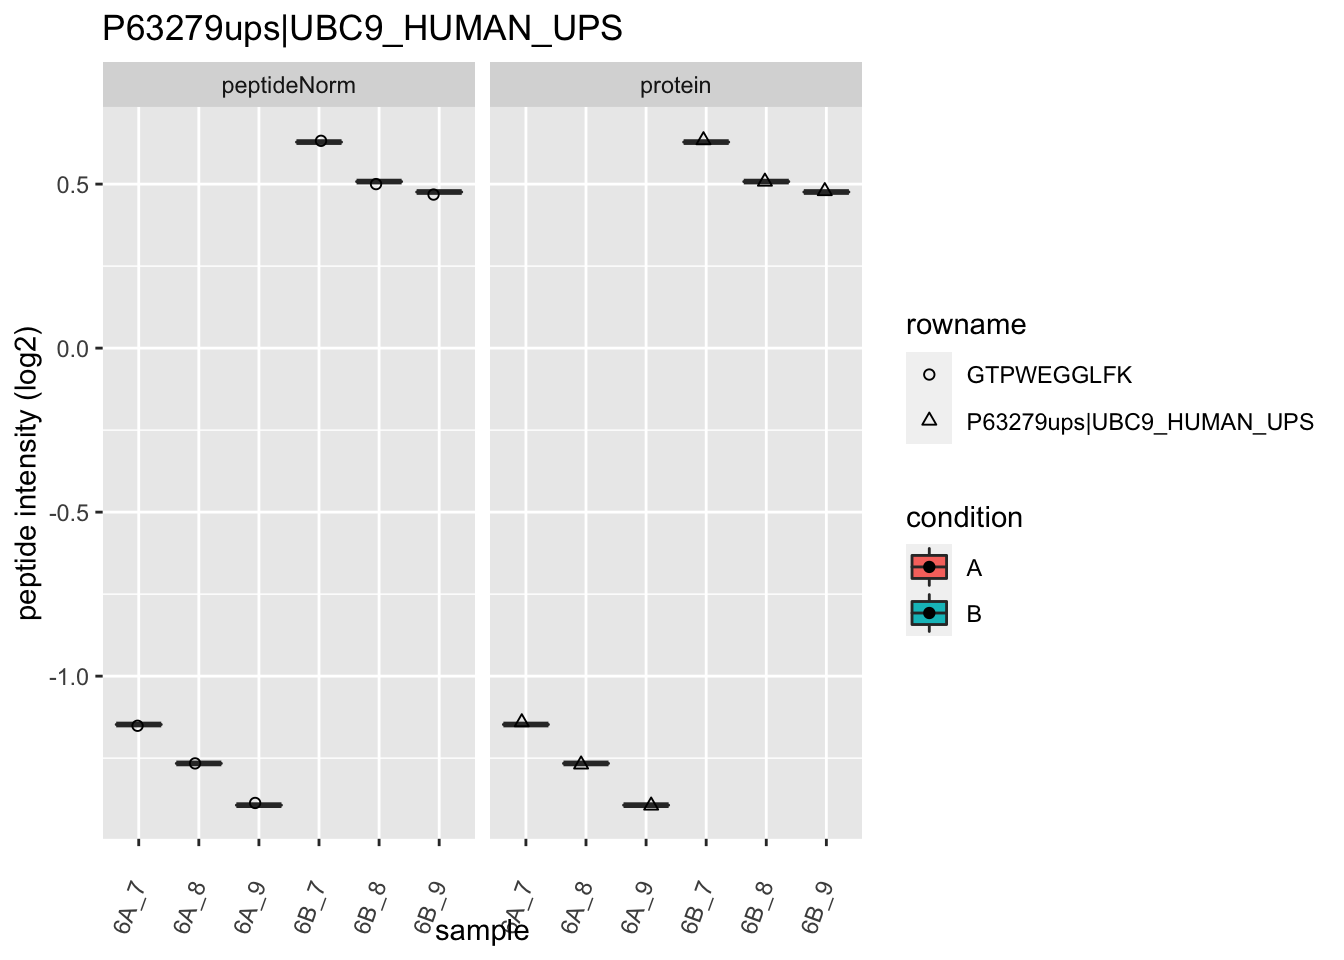 P63279ups|UBC9_HUMAN_UPS
peptideNorm
protein
peptide intensity (log2)
0.5
0.0
-0.5
-1.0
6A_7
6A_8
6A_9
6B_7
6B_8
6B_9
6A_7
6A_8
6A_9
6B_7
6B_8
6B_9
sample
rowname
GTPWEGGLFK
P63279ups|UBC9_HUMAN_UPS
condition
A
B